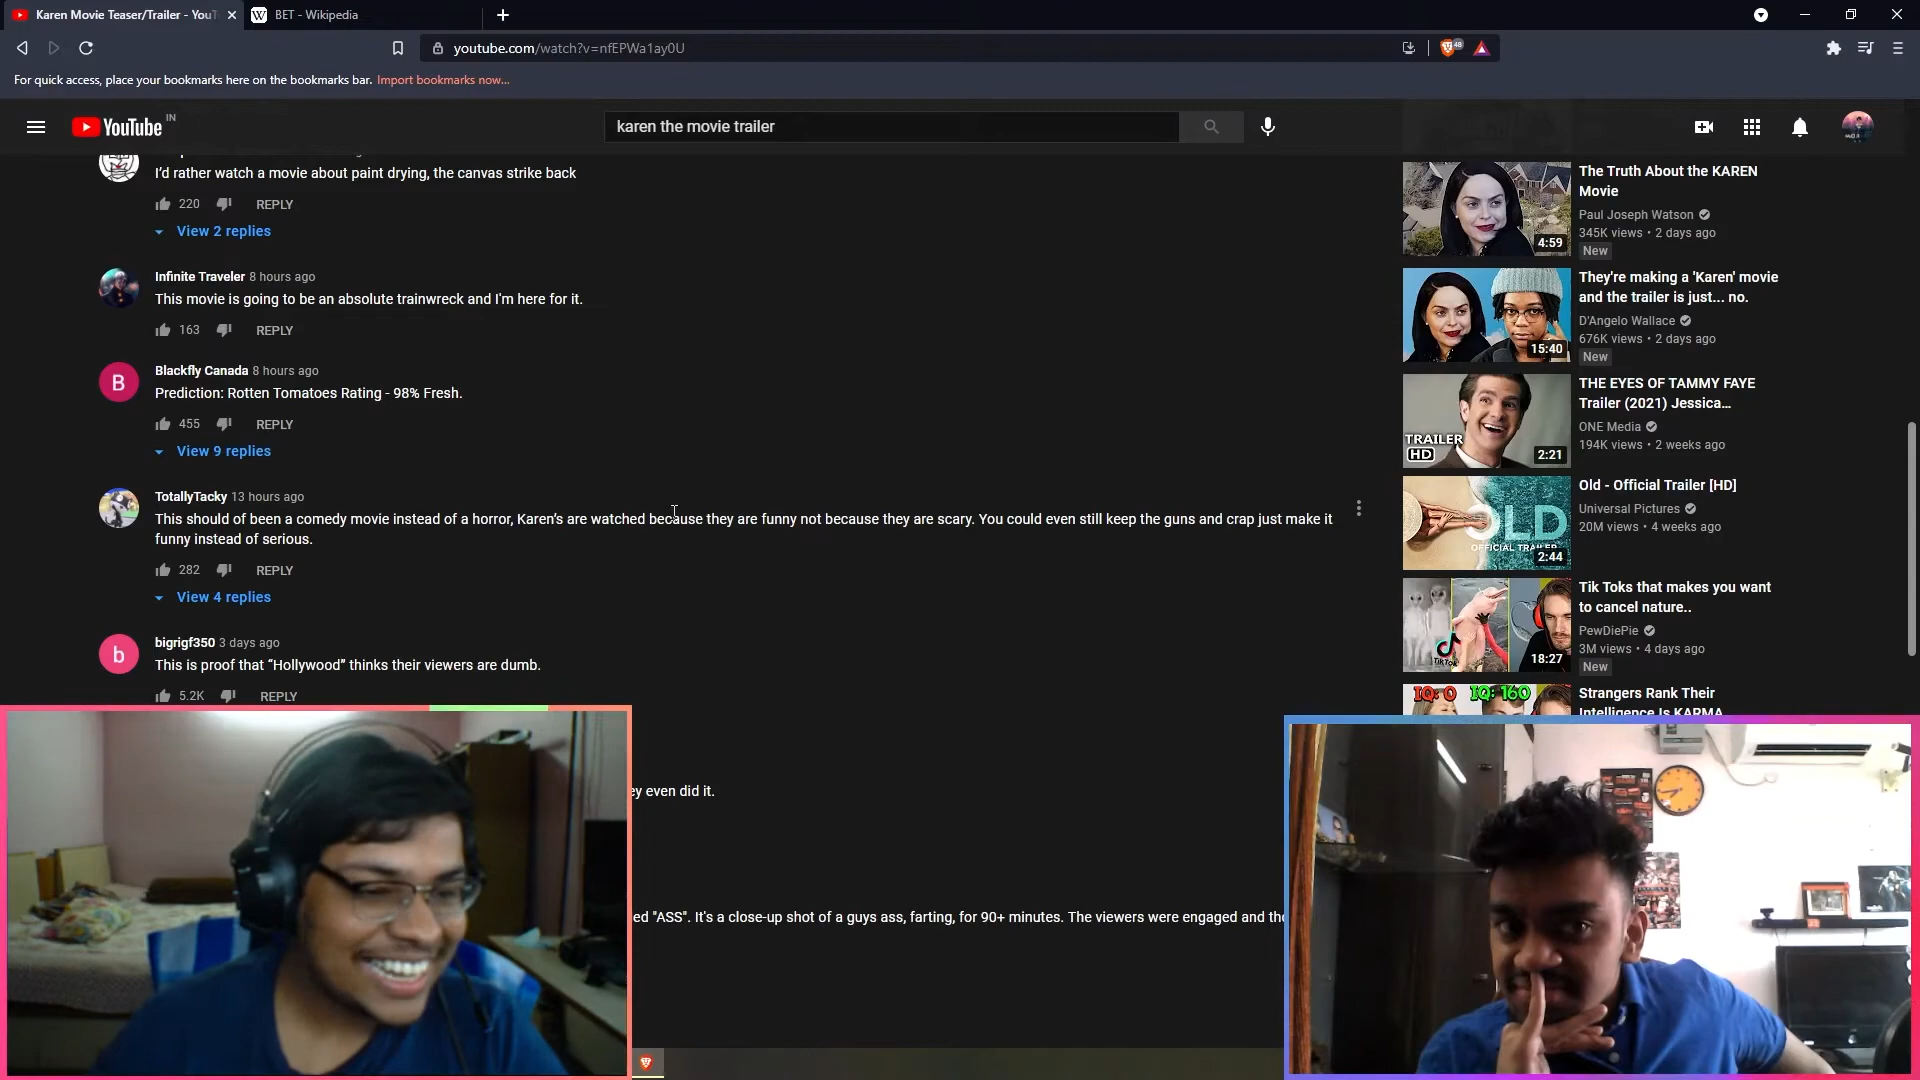 Karen Movie Teaser/Trailer - YouT
BET - Wikipedia
youtube.com/watch?v=nfEPWa1ay0U
48
For quick access, place your bookmarks here on the bookmarks bar. Import bookmarks now...
YouTube IN
karen the movie trailer
I'd rather watch a movie about paint drying, the canvas strike back
220 REPLY
View 2 replies
Infinite Traveler 8 hours ago
This movie is going to be an absolute trainwreck and I'm here for it.
163 REPLY
B
Blackfly Canada 8 hours ago
Prediction: Rotten Tomatoes Rating - 98% Fresh.
455 REPLY
View 9 replies
TotallyTacky 13 hours ago
This should of been a comedy movie instead of a horror, Karen's are watched because they are funny not because they are scary. You could even still keep the guns and crap just make it
funny instead of serious.
282 REPLY
View 4 replies
b
bigrigf350 3 days ago
This is proof that “Hollywood” thinks their viewers are dumb.
5.2K REPLY
ey even did it.
ed "ASS". It's a close-up shot of a guys ass, farting, for 90+ minutes. The viewers were engaged and the
4:59
The Truth About the KAREN
Movie
Paul Joseph Watson
345K views • 2 days ago
New
15:40
They're making a 'Karen' movie
and the trailer is just... no.
D'Angelo Wallace
676K views • 2 days ago
New
TRAILER
HD
2:21
THE EYES OF TAMMY FAYE
Trailer (2021) Jessica...
ONE Media
194K views • 2 weeks ago
OLD
OFFICIAL TRAILER
2:44
Old - Official Trailer [HD]
Universal Pictures
20M views • 4 weeks ago
TikTok
18:27
Tik Toks that makes you want
to cancel nature..
PewDiePie
3M views • 4 days ago
New
IQ: 0 IQ: 160
Strangers Rank Their
Intelligence Is KARMA